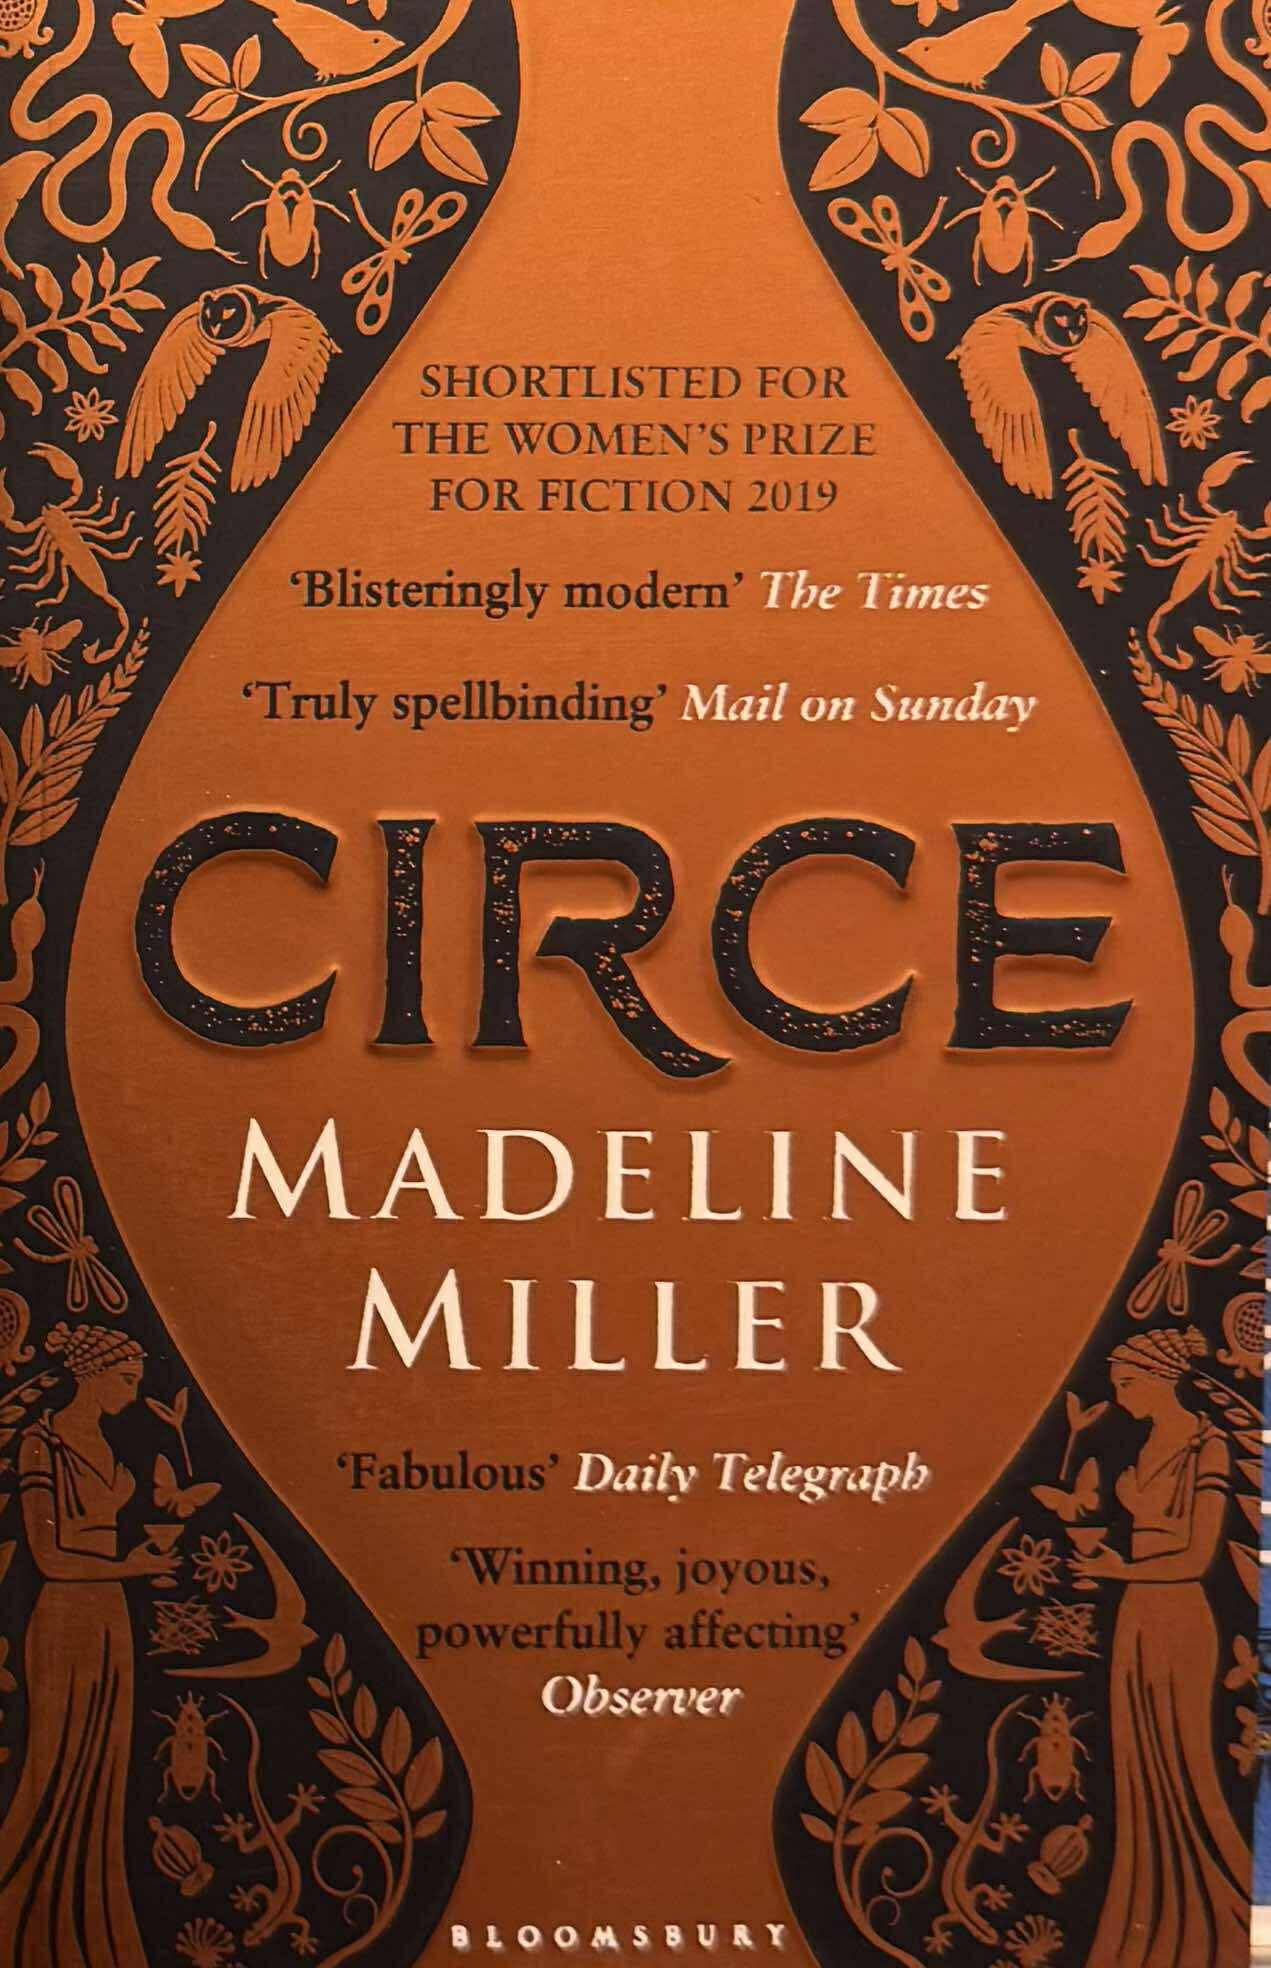 SHORTLISTED FOR
THE WOMEN'S PRIZE
FOR FICTION 2019
‘Blisteringly modern’ The Times
‘Truly spellbinding’ Mail on Sunday
CIRCE
MADELINE
MILLER
‘Fabulous’ Daily Telegraph
‘Winning, joyous,
powerfully affecting’
Observer
BLOOMSBURY